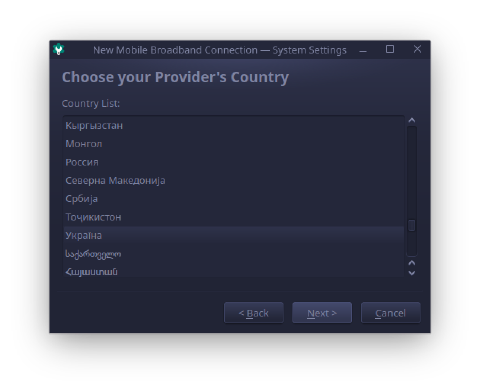 New Mobile Broadband Connection — System Settings
Choose your Provider's Country
Country List:
Кыргызстан
Монгол
Россия
Северна Македонија
Србија
Тоҷикистон
Україна
საქართველო
Հայաստան
< Back Next > Cancel